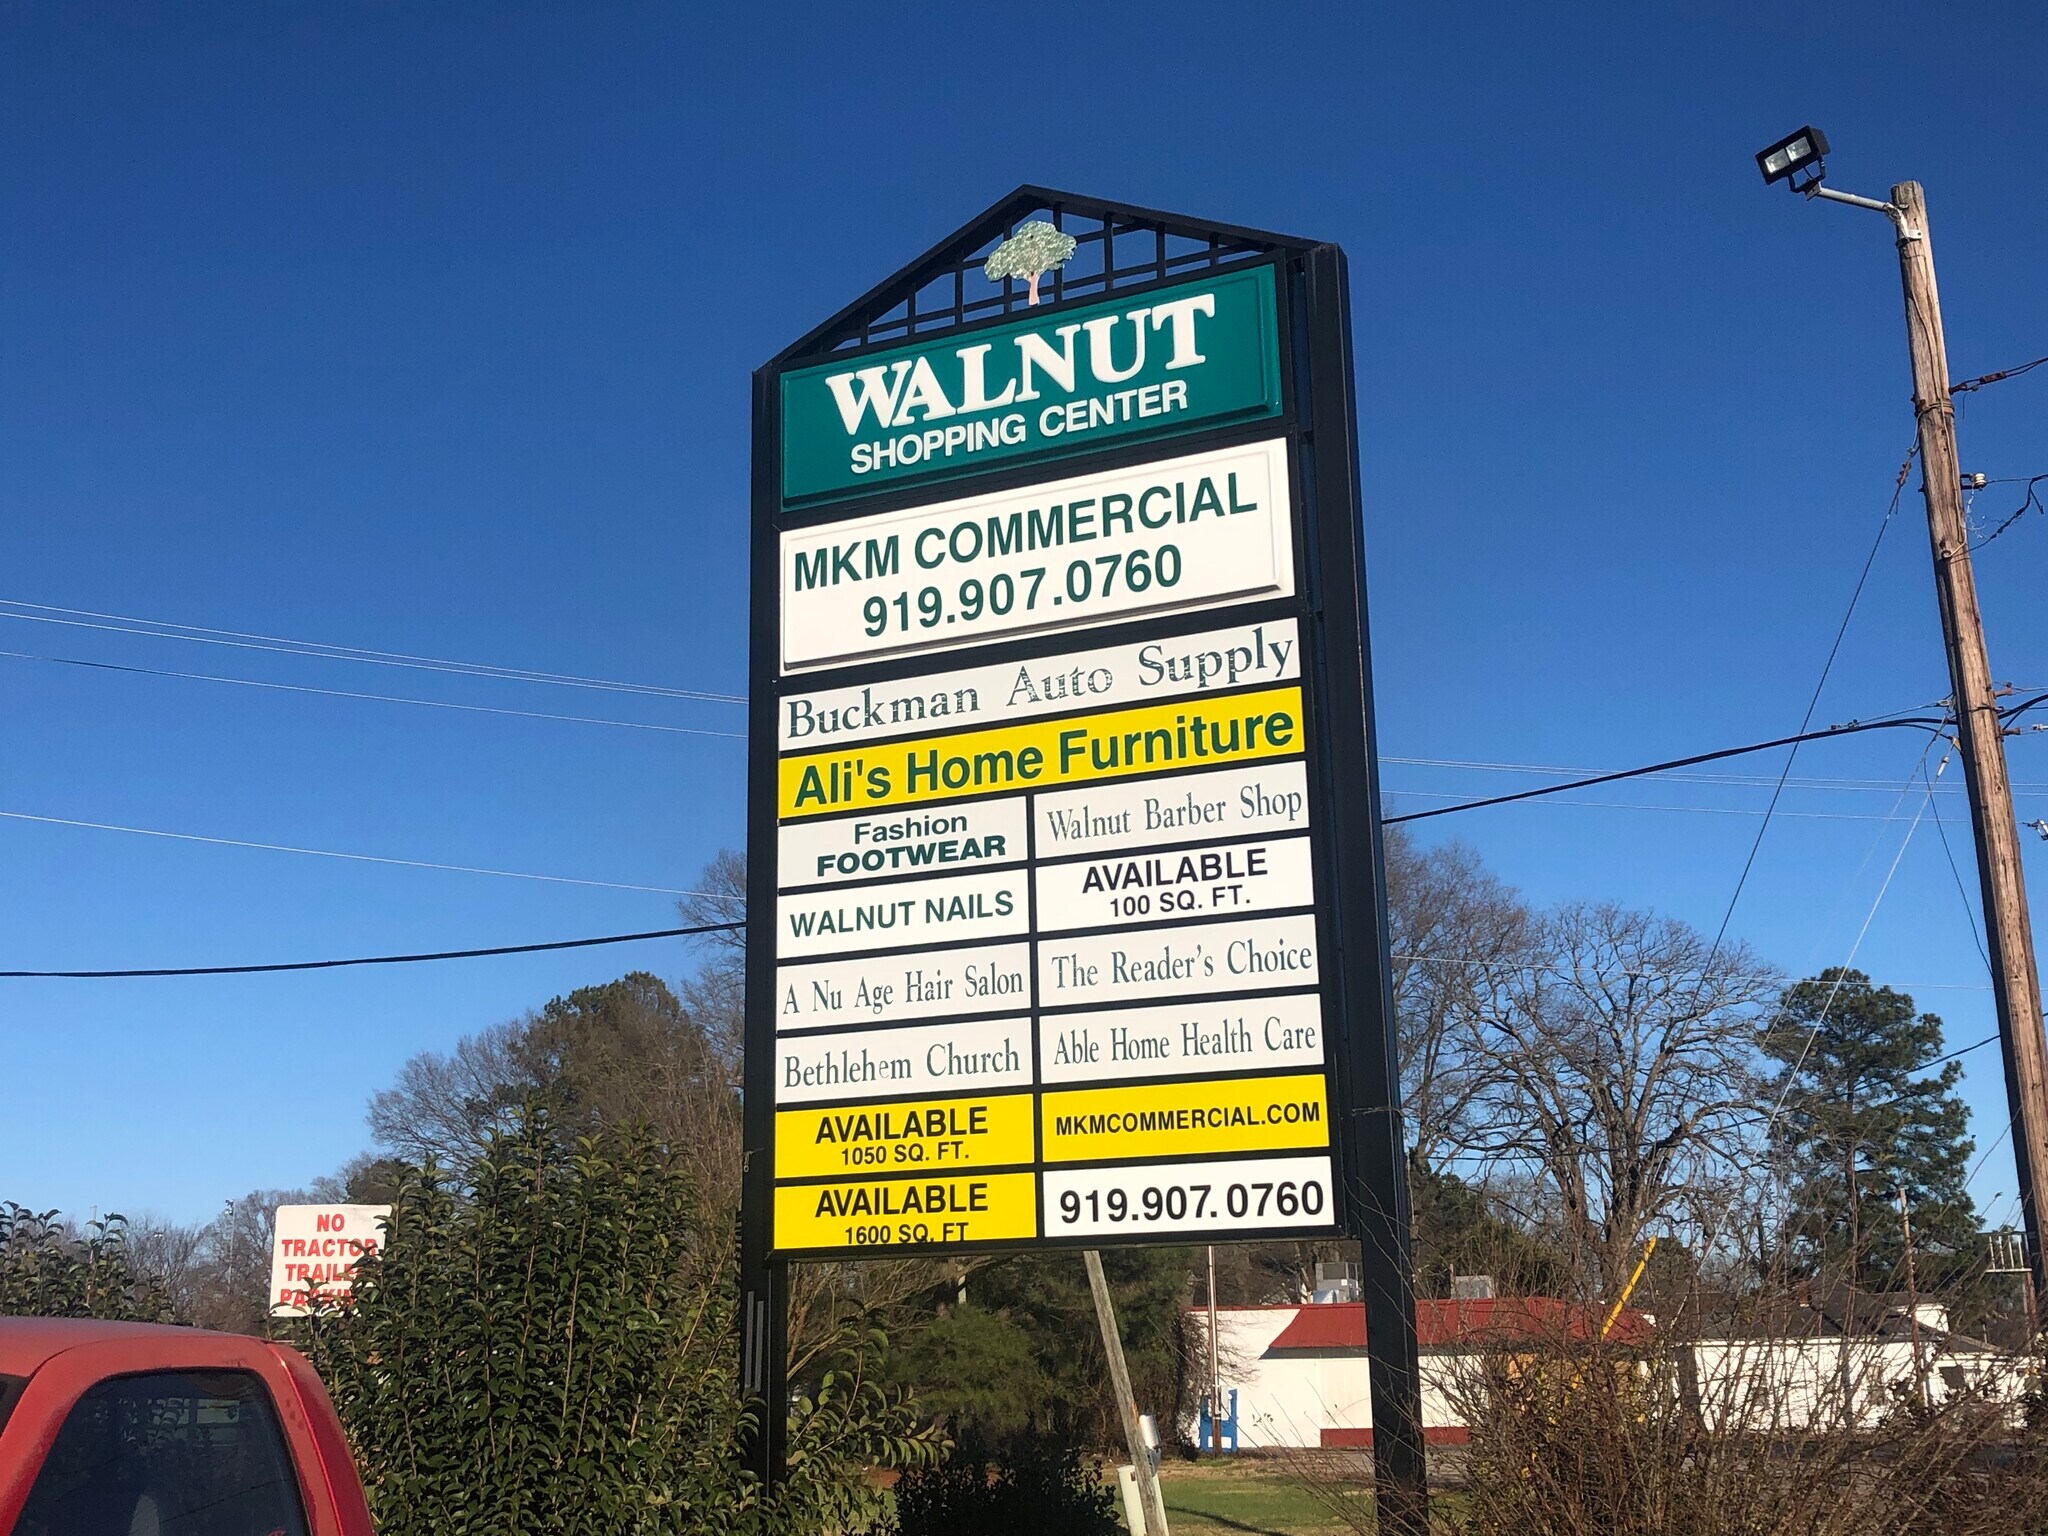 WALNUT
SHOPPING CENTER
MKM COMMERCIAL
919.907.0760
Buckman Auto Supply
Ali's Home Furniture
Fashion
FOOTWEAR
Walnut Barber Shop
WALNUT NAILS
AVAILABLE
100 SQ. FT.
A Nu Age Hair Salon
The Reader's Choice
Bethlehem Church
Able Home Health Care
AVAILABLE
1050 SQ. FT.
MKMCOMMERCIAL.COM
AVAILABLE
1600 SQ. FT
919.907.0760
NO
TRACTOR
TRAILER
PARKING